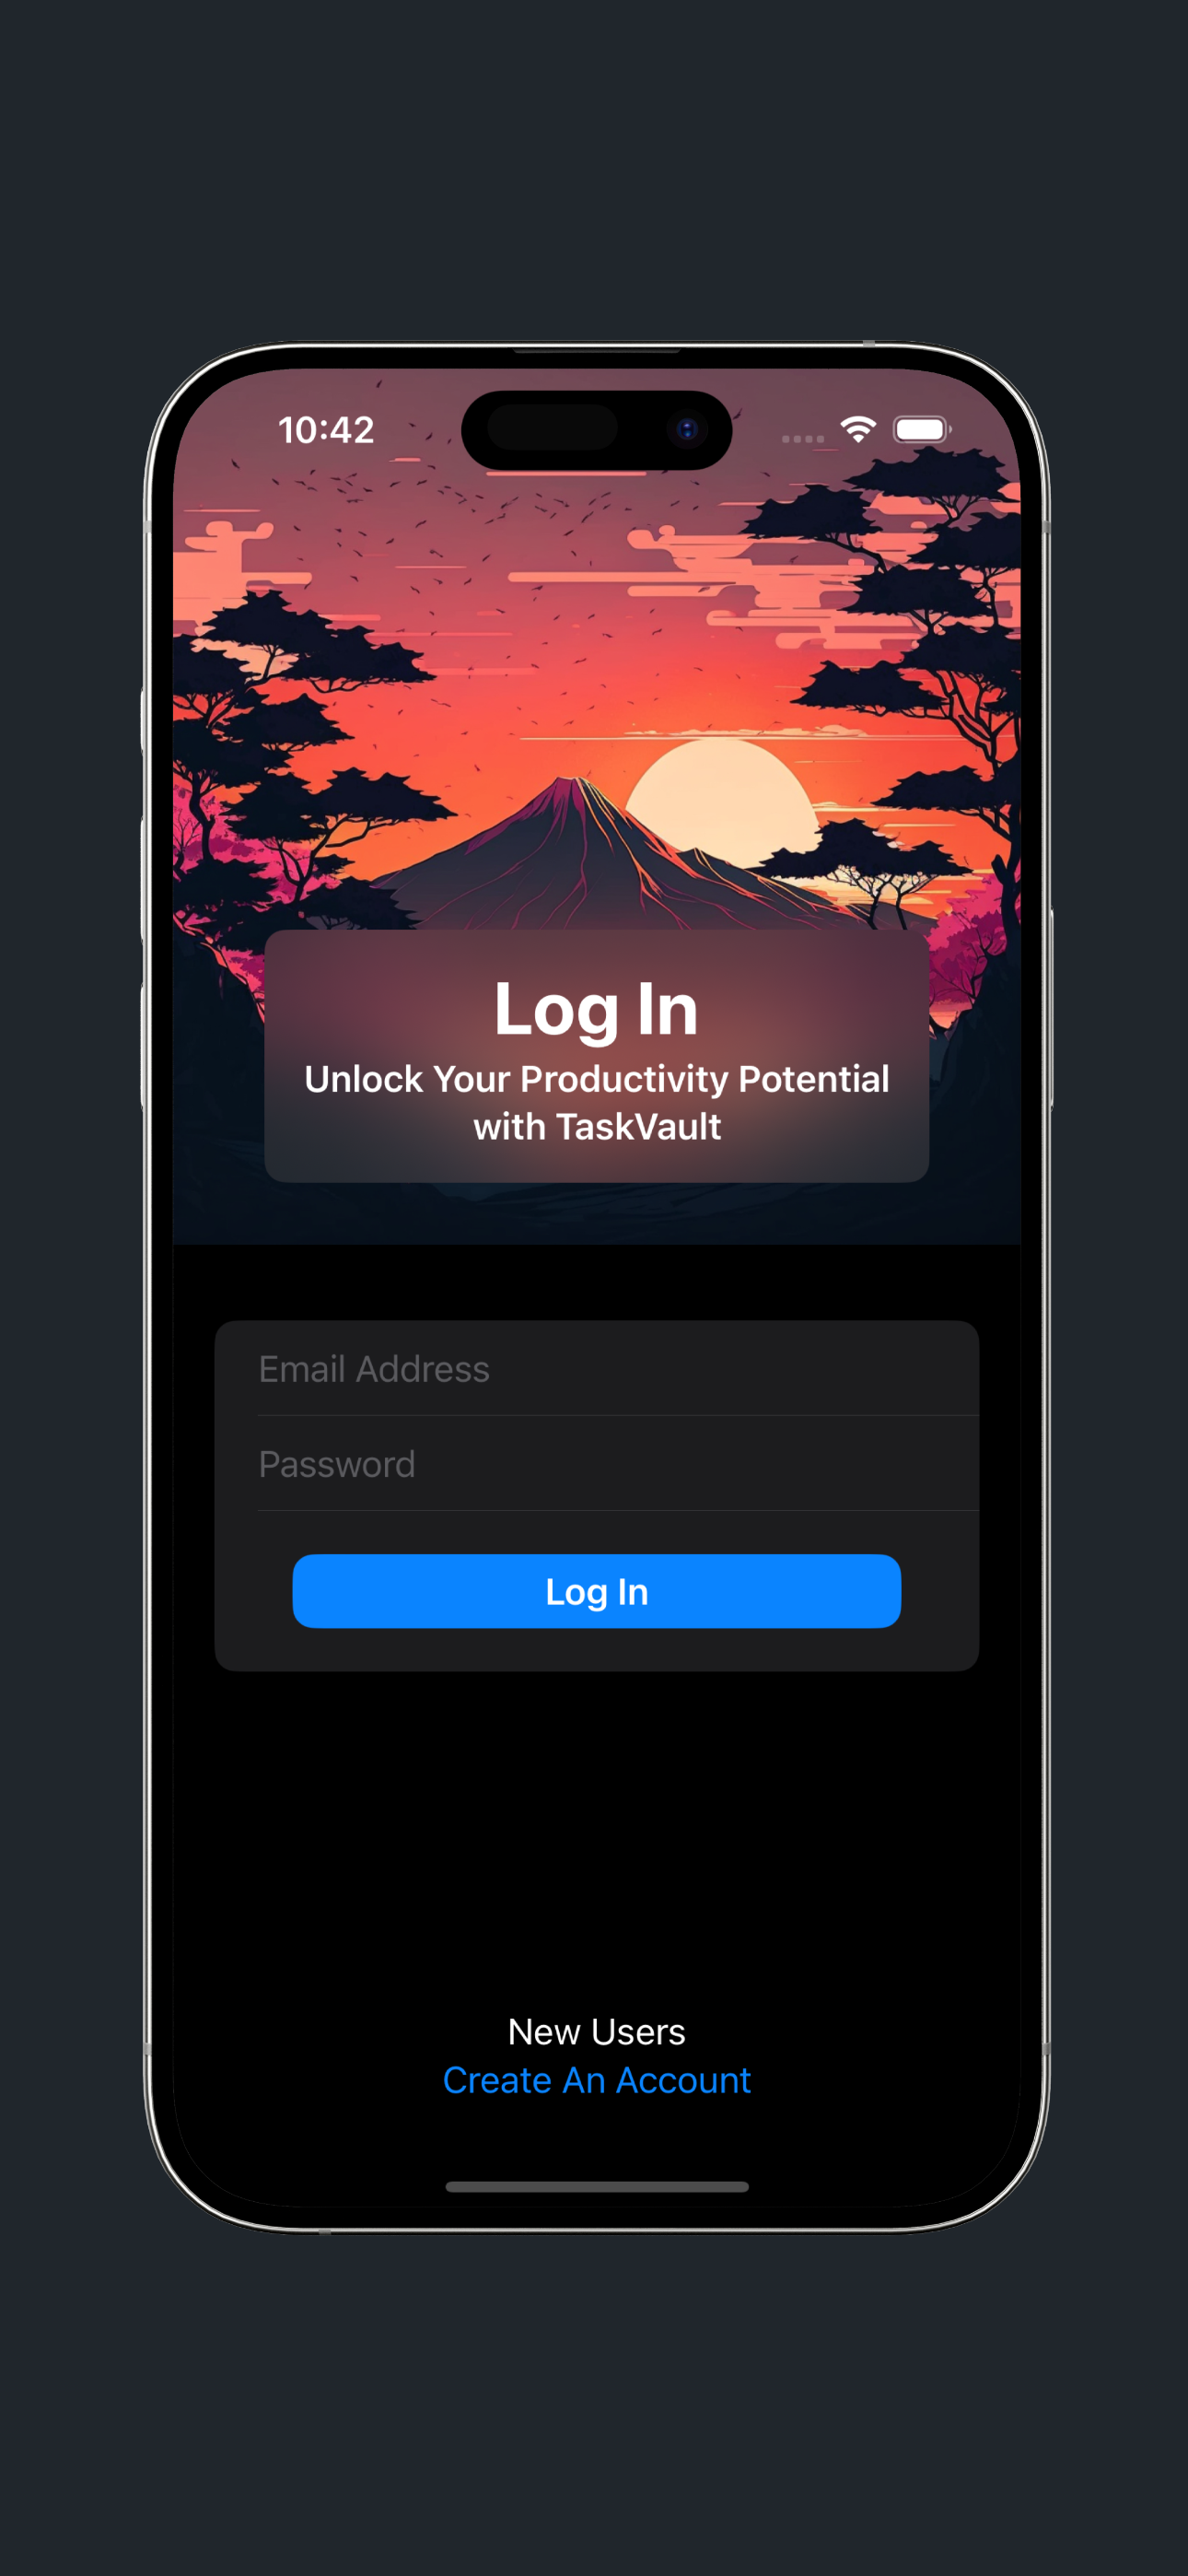 10:42
Log In
Unlock Your Productivity Potential
with TaskVault
Email Address
Password
Log In
New Users
Create An Account